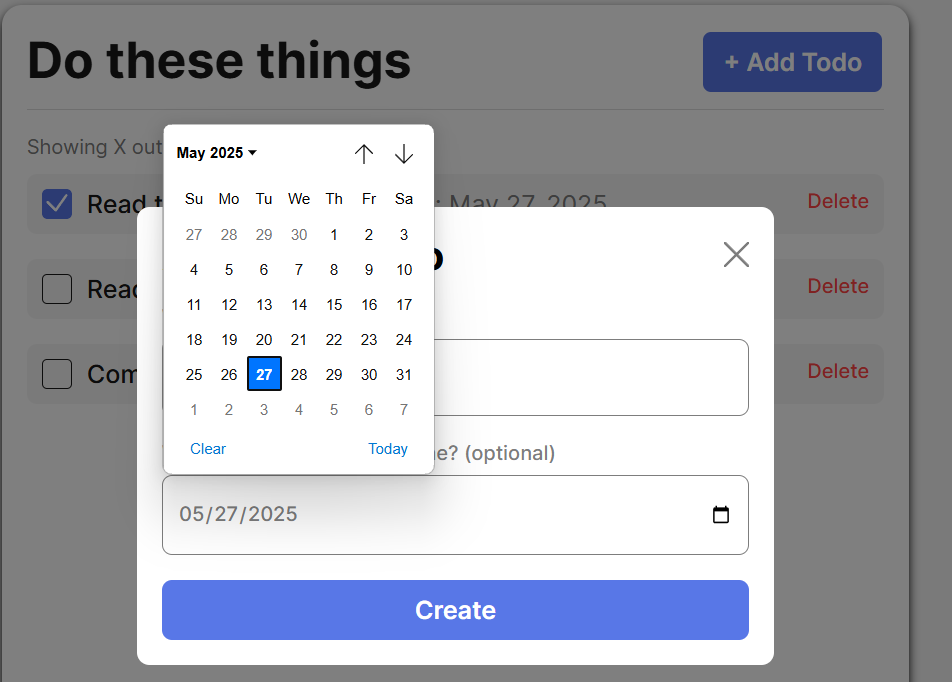 Do these things
+ Add Todo
Showing X out
Read
: May 27, 2025
Delete
Read
Delete
Com
Delete
May 2025
Su Mo Tu We Th Fr Sa
27 28 29 30 1 2 3
4 5 6 7 8 9 10
11 12 13 14 15 16 17
18 19 20 21 22 23 24
25 26 27 28 29 30 31
1 2 3 4 5 6 7
Clear Today
e? (optional)
05/27/2025
Create